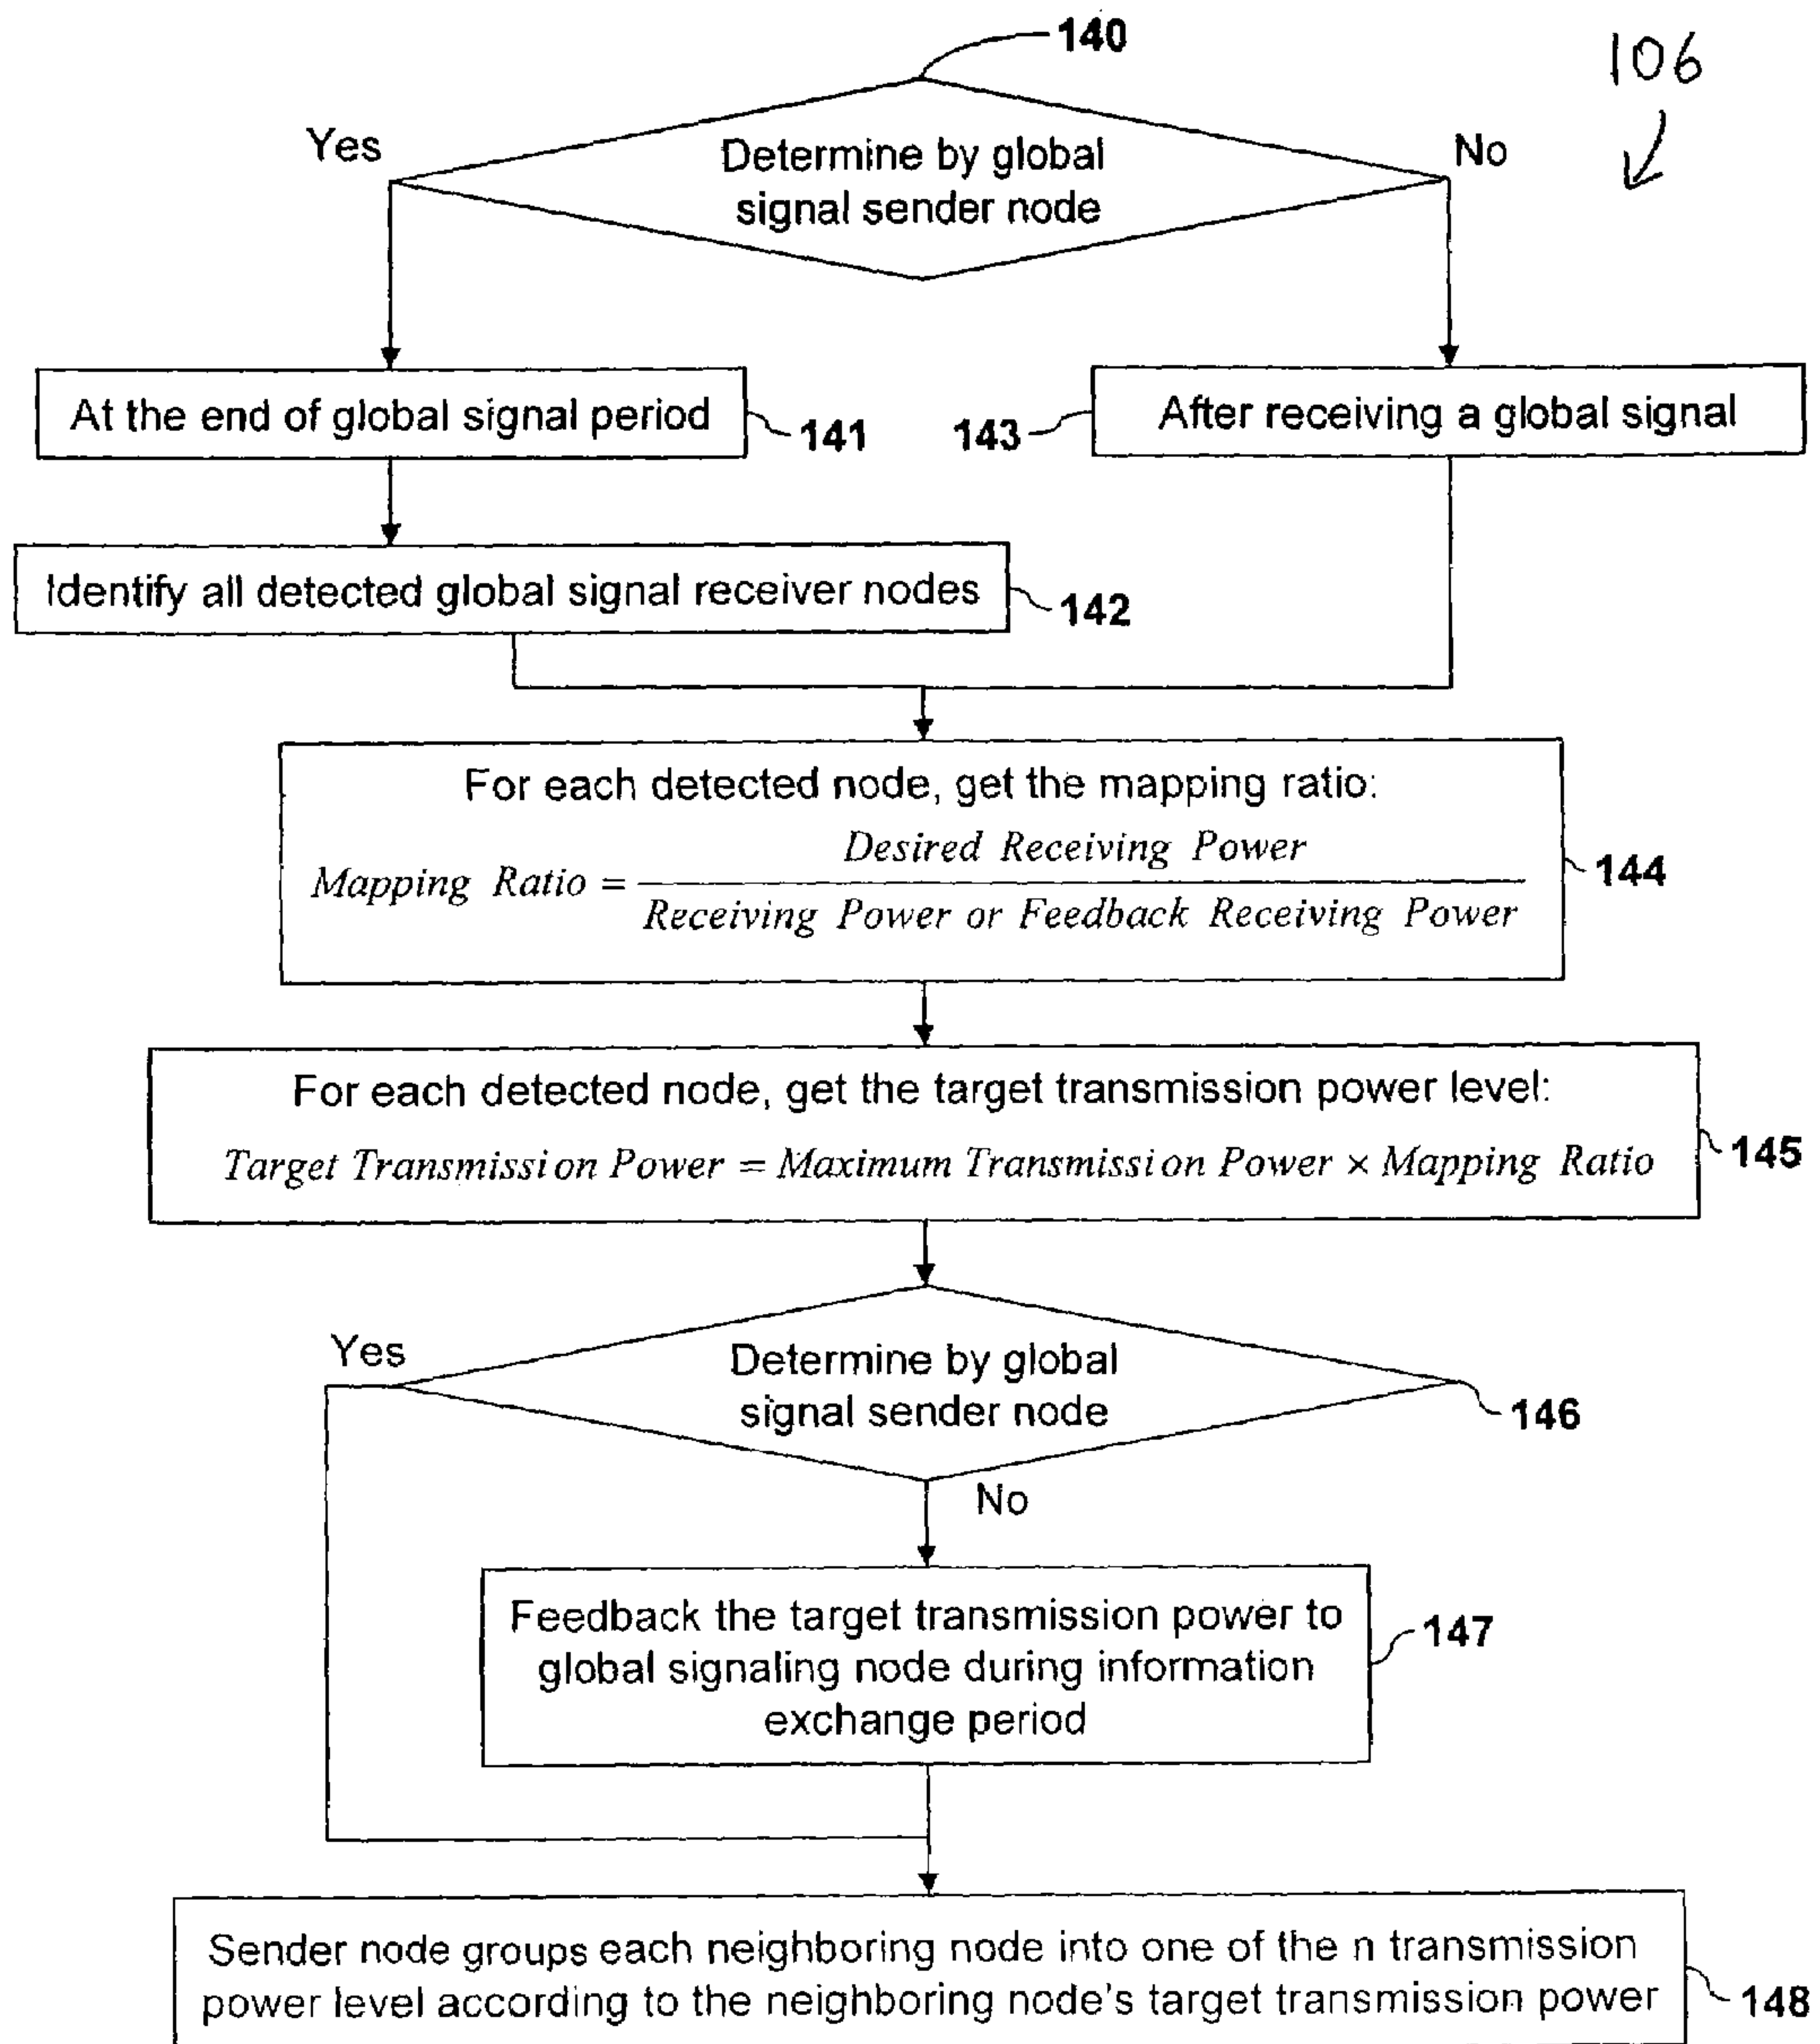 140
106
Yes
No
Determine by global
signal sender node
At the end of global signal period
141
143
After receiving a global signal
Identify all detected global signal receiver nodes
142
For each detected node, get the mapping ratio:
Mapping Ratio = Desired Receiving Power
Receiving Power or Feedback Receiving Power
144
For each detected node, get the target transmission power level:
Target Transmission Power = Maximum Transmission Power × Mapping Ratio
145
Yes
Determine by global
signal sender node
146
No
Feedback the target transmission power to
global signaling node during information
exchange period
147
Sender node groups each neighboring node into one of the n transmission
power level according to the neighboring node's target transmission power
148